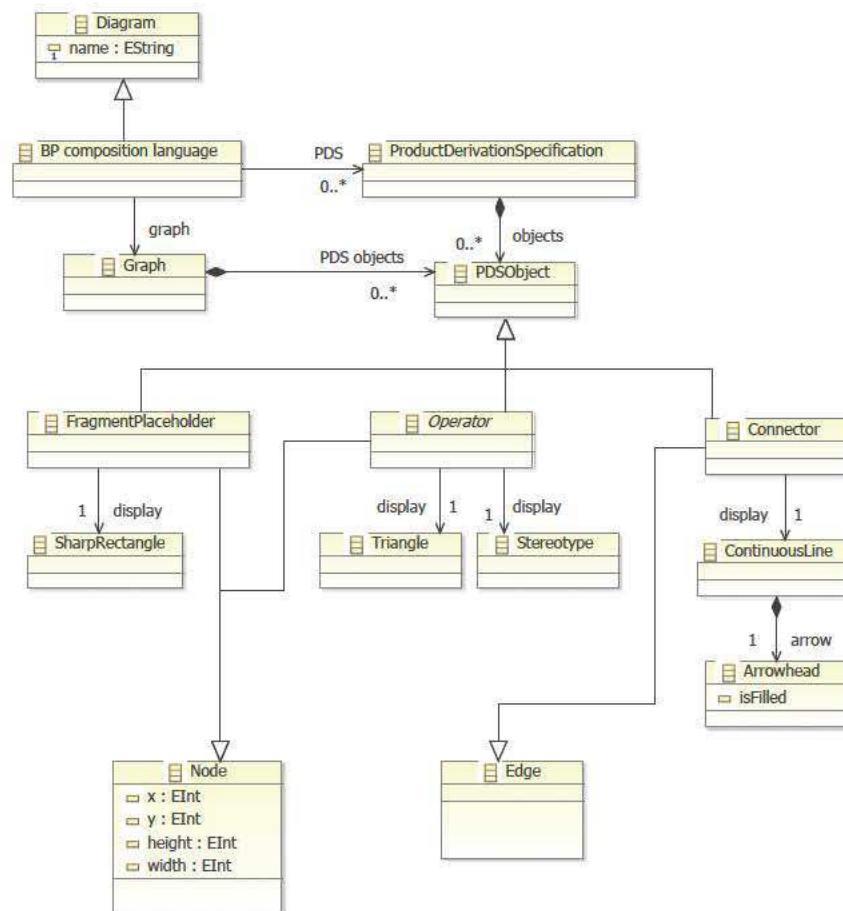 Diagram
name : EString
BP composition language
PDS
0..*
ProductDerivationSpecification
graph
0..*
objects
Graph
PDS objects
0..*
PDSObject
FragmentPlaceholder
Operator
Connector
1 display
display 1
1 display
display 1
SharpRectangle
Triangle
Stereotype
ContinuousLine
1 arrow
Arrowhead
isFilled
Node
x : EInt
y : EInt
height : EInt
width : EInt
Edge